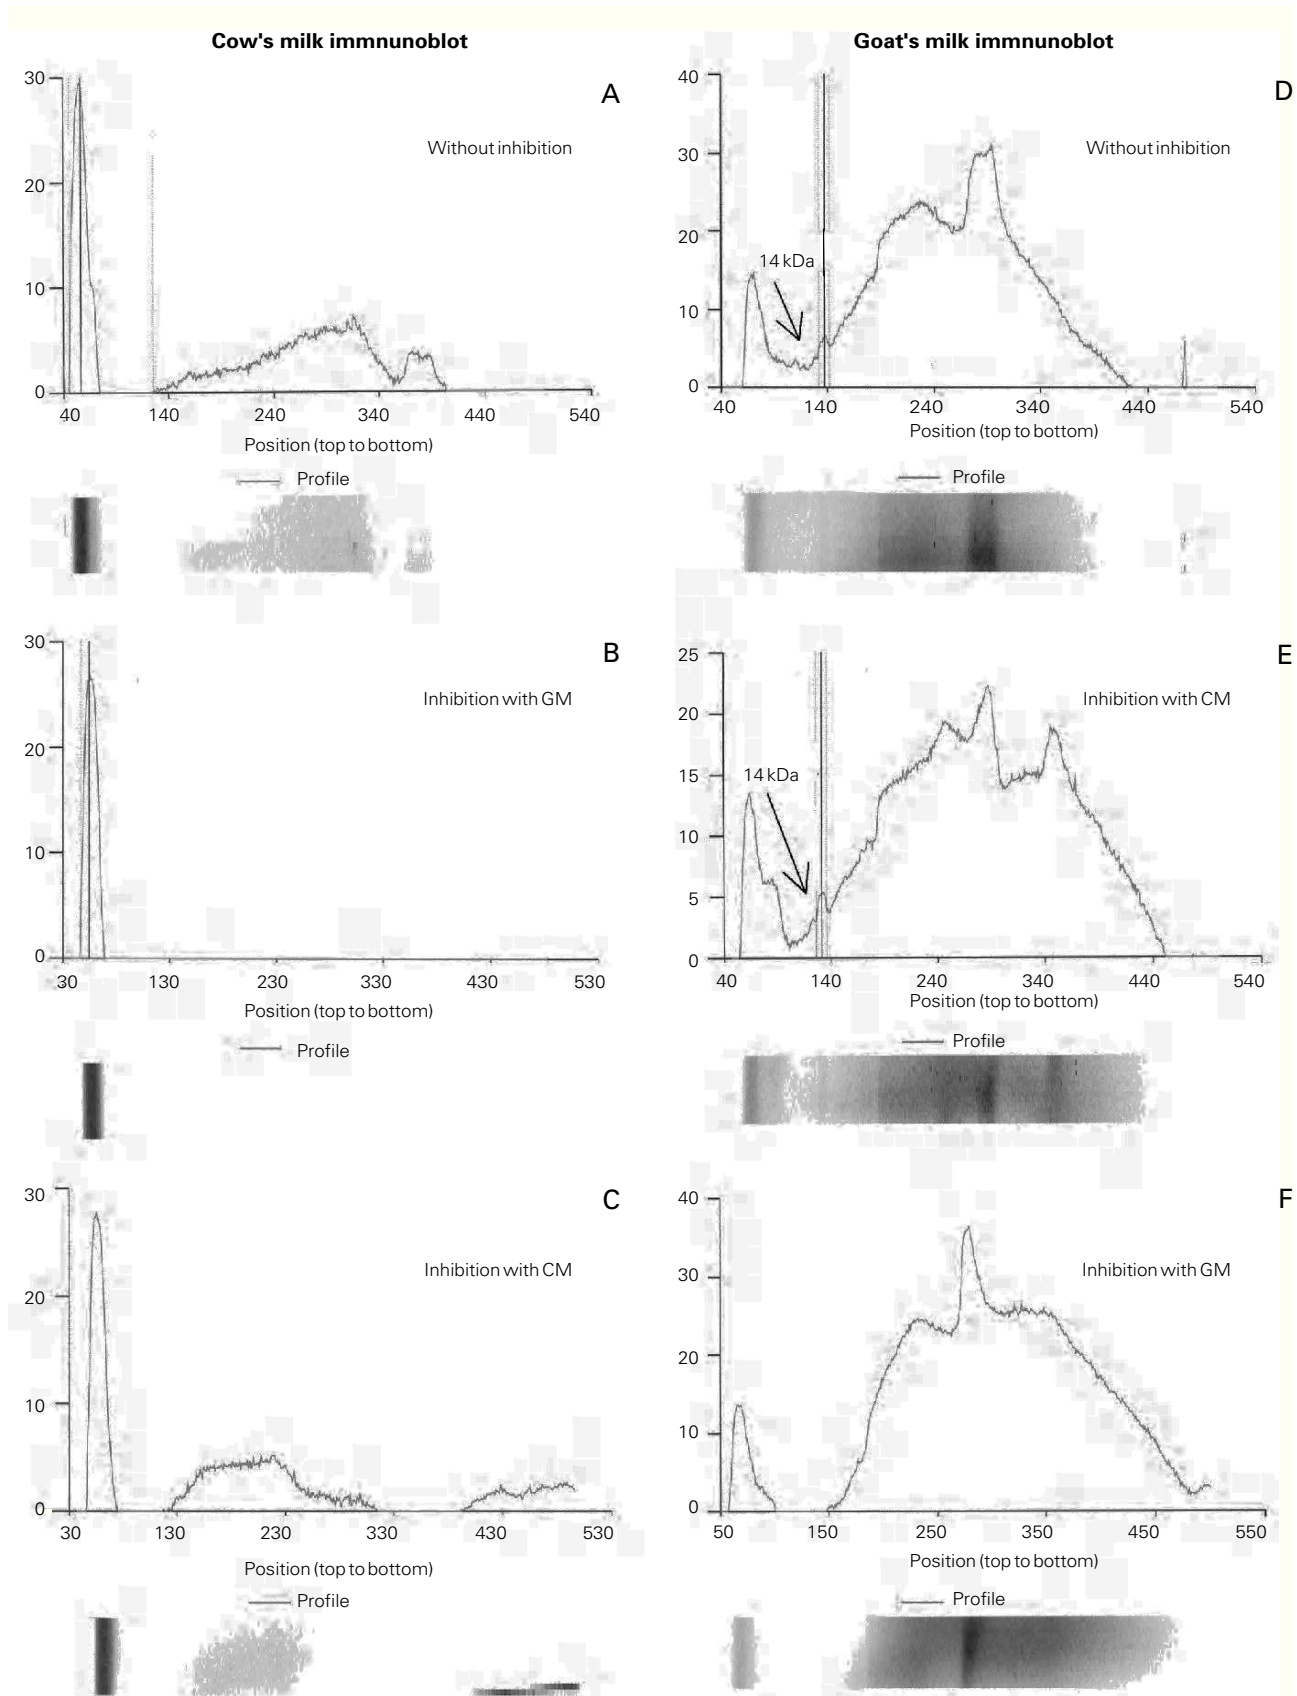 Cow's milk immnunoblot
Goat's milk immnunoblot
A
Without inhibition
30
20
10
0
40 140 240 340 440 540
Position (top to bottom)
Profile
D
Without inhibition
14 kDa
40
30
20
10
0
40 140 240 340 440 540
Position (top to bottom)
Profile
B
Inhibition with GM
30
20
10
0
30 130 230 330 430 530
Position (top to bottom)
Profile
E
Inhibition with CM
14 kDa
25
20
15
10
5
0
40 140 240 340 440 540
Position (top to bottom)
Profile
C
Inhibition with CM
30
20
10
0
30 130 230 330 430 530
Position (top to bottom)
Profile
F
Inhibition with GM
40
30
20
10
0
50 150 250 350 450 550
Position (top to bottom)
Profile